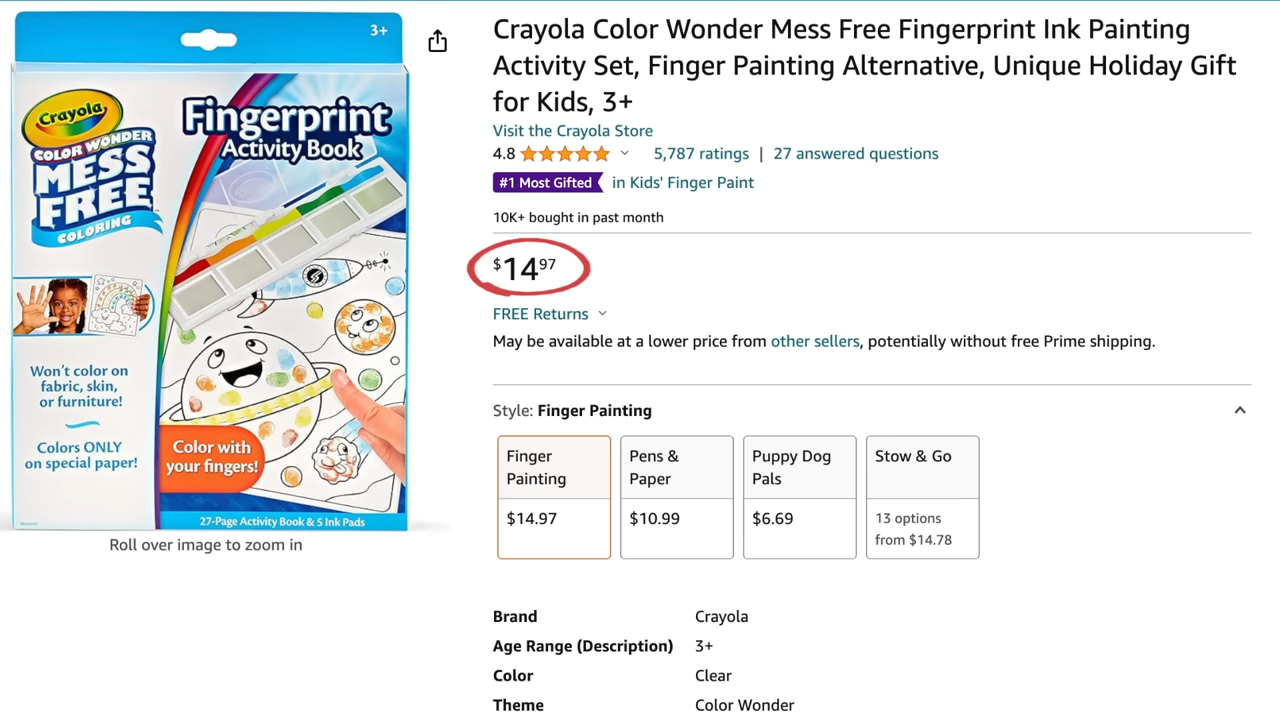 3+
Crayola
COLOR WONDER
MESS
FREE
COLORING
Fingerprint
Activity Book
Won't color on
fabric, skin,
or furniture!
Colors ONLY
on special paper!
Color with
your fingers!
27-Page Activity Book & 5 Ink Pads
Roll over image to zoom in
Crayola Color Wonder Mess Free Fingerprint Ink Painting
Activity Set, Finger Painting Alternative, Unique Holiday Gift
for Kids, 3+
Visit the Crayola Store
4.8 5,787 ratings | 27 answered questions
#1 Most Gifted in Kids' Finger Paint
10K+ bought in past month
$14.97
FREE Returns
May be available at a lower price from other sellers, potentially without free Prime shipping.
Style: Finger Painting
Finger
Painting
$14.97
Pens &
Paper
$10.99
Puppy Dog
Pals
$6.69
Stow & Go
13 options
from $14.78
Brand Crayola
Age Range (Description) 3+
Color Clear
Theme Color Wonder